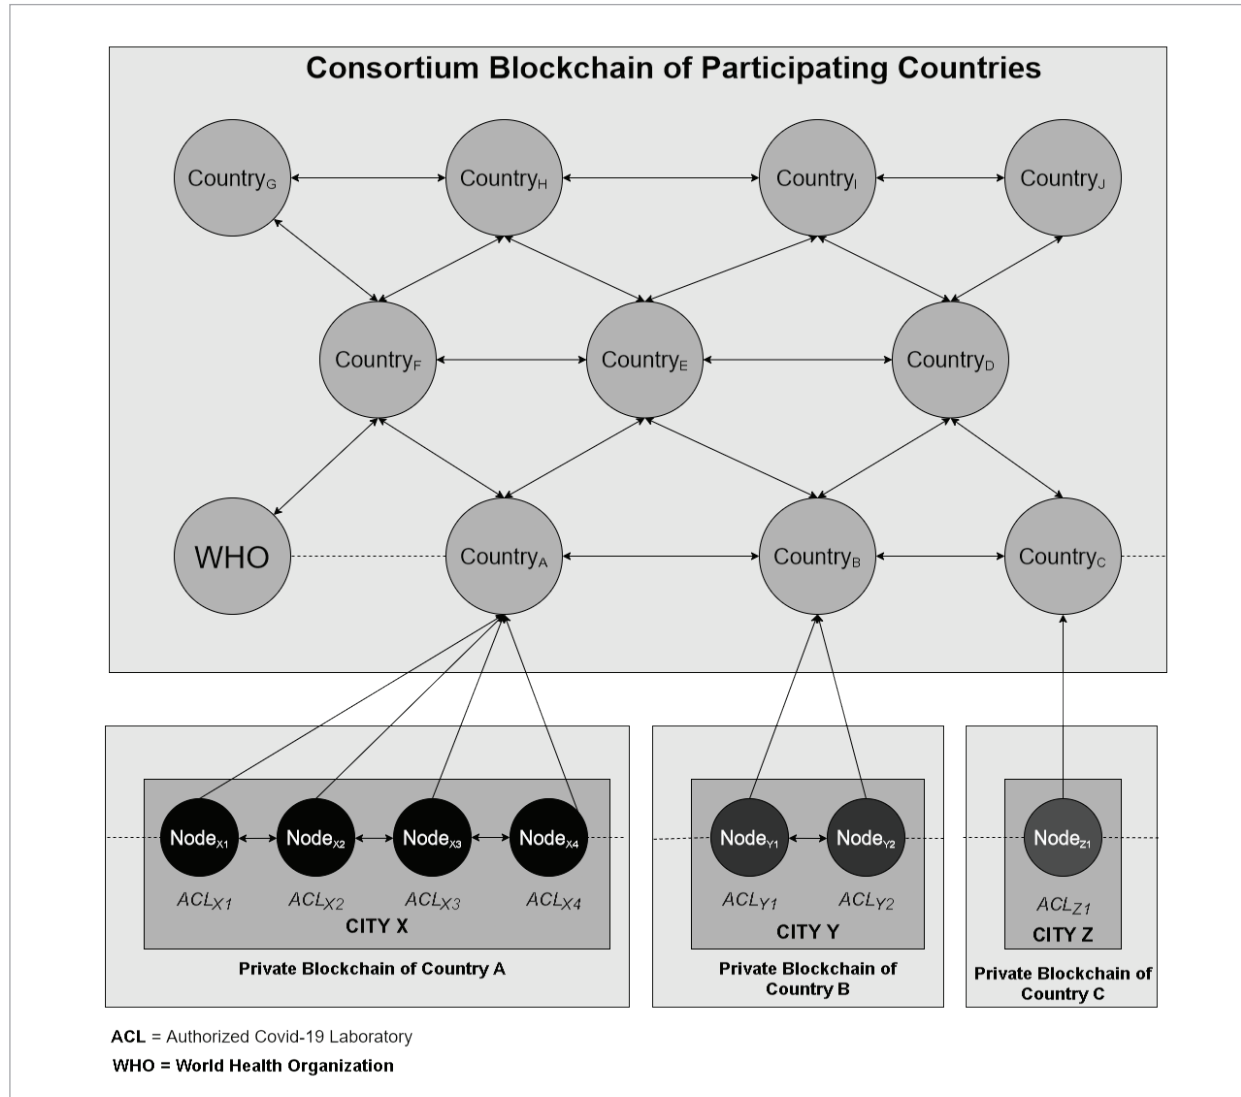 Consortium Blockchain of Participating Countries
CountryG
CountryH
CountryI
CountryJ
CountryF
CountryE
CountryD
WHO
CountryA
CountryB
CountryC
NodeX1
NodeX2
NodeX3
NodeX4
NodeY1
NodeY2
NodeZ1
ACLX1
ACLX2
ACLX3
ACLX4
ACLY1
ACLY2
ACLZ1
CITY X
CITY Y
CITY Z
Private Blockchain of Country A
Private Blockchain of
Country B
Private Blockchain of
Country C
ACL = Authorized Covid-19 Laboratory
WHO = World Health Organization